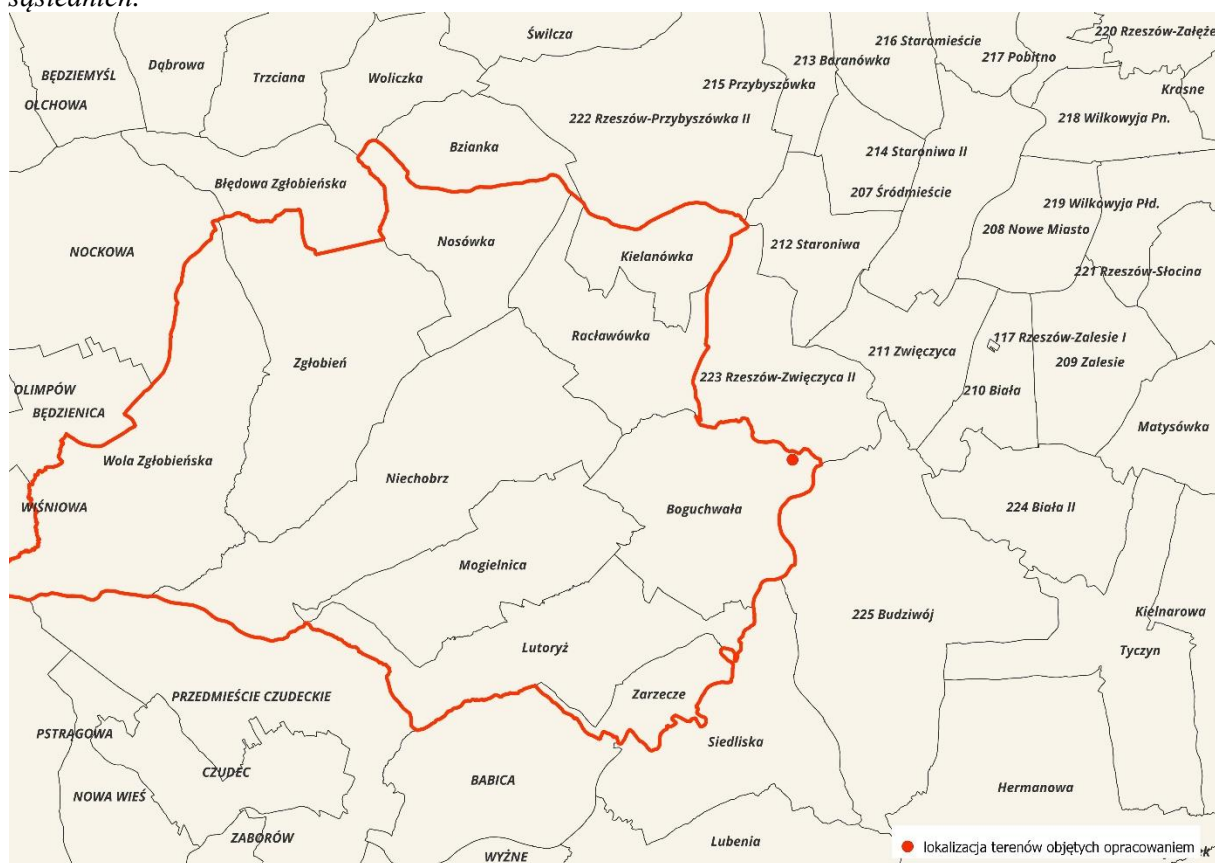 sąsiednich.
Świlcza
220 Rzeszów-Załęże
216 Staromieście
217 Pobitno
213 Baranówka
Dąbrowa
BĘDZIEMYŚL
Trzciana
Woliczka
215 Przybyszówka
Krasne
OLCHOWA
222 Rzeszów-Przybyszówka II
218 Wilkowyja Pn.
Bzianka
214 Staroniwa II
Błędowa Zgłobieńska
207 Śródmieście
219 Wilkowyja Płd.
208 Nowe Miasto
NOCKOWA
Nosówka
212 Staroniwa
Kielanówka
221 Rzeszów-Słocina
Racławówka
117 Rzeszów-Zalesie I
211 Zwięczyca
Zgłobień
209 Zalesie
223 Rzeszów-Zwięczyca II
OLIMPÓW
210 Biała
BĘDZIENICA
Matysówka
Wola Zgłobieńska
Niechobrz
WIŚNIOWA
Boguchwała
224 Biała II
Mogielnica
225 Budziwój
Kielnarowa
Lutoryż
Tyczyn
PRZEDMIEŚCIE CZUDECKIE
Zarzecze
PSTRĄGOWA
Siedliska
CZUDEC
BABICA
NOWA WIEŚ
Hermanowa
ZABORÓW
Lubenia
lokalizacja terenów objętych opracowaniem
WYŻNE